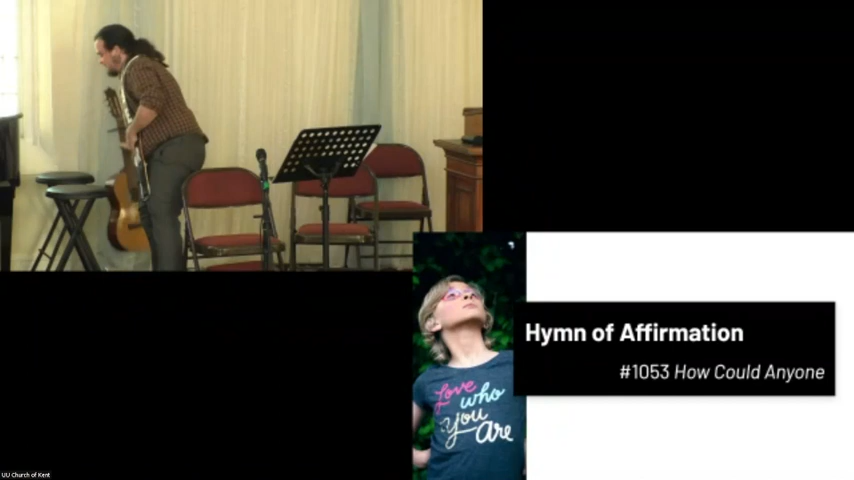 Hymn of Affirmation
#1053 How Could Anyone
Love
who
You
Are
UU Church of Kent